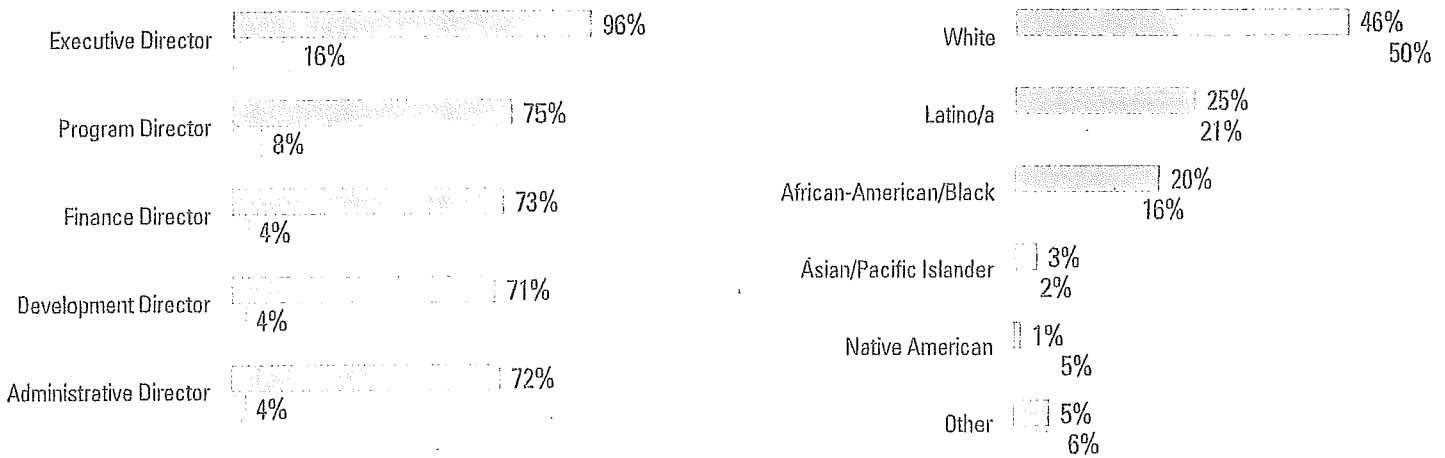 Executive Director 96%
16%
Program Director 75%
8%
Finance Director 73%
4%
Development Director 71%
4%
Administrative Director 72%
4%
White 46%
50%
Latino/a 25%
21%
African-American/Black 20%
16%
Asian/Pacific Islander 3%
2%
Native American 1%
5%
Other 5%
6%